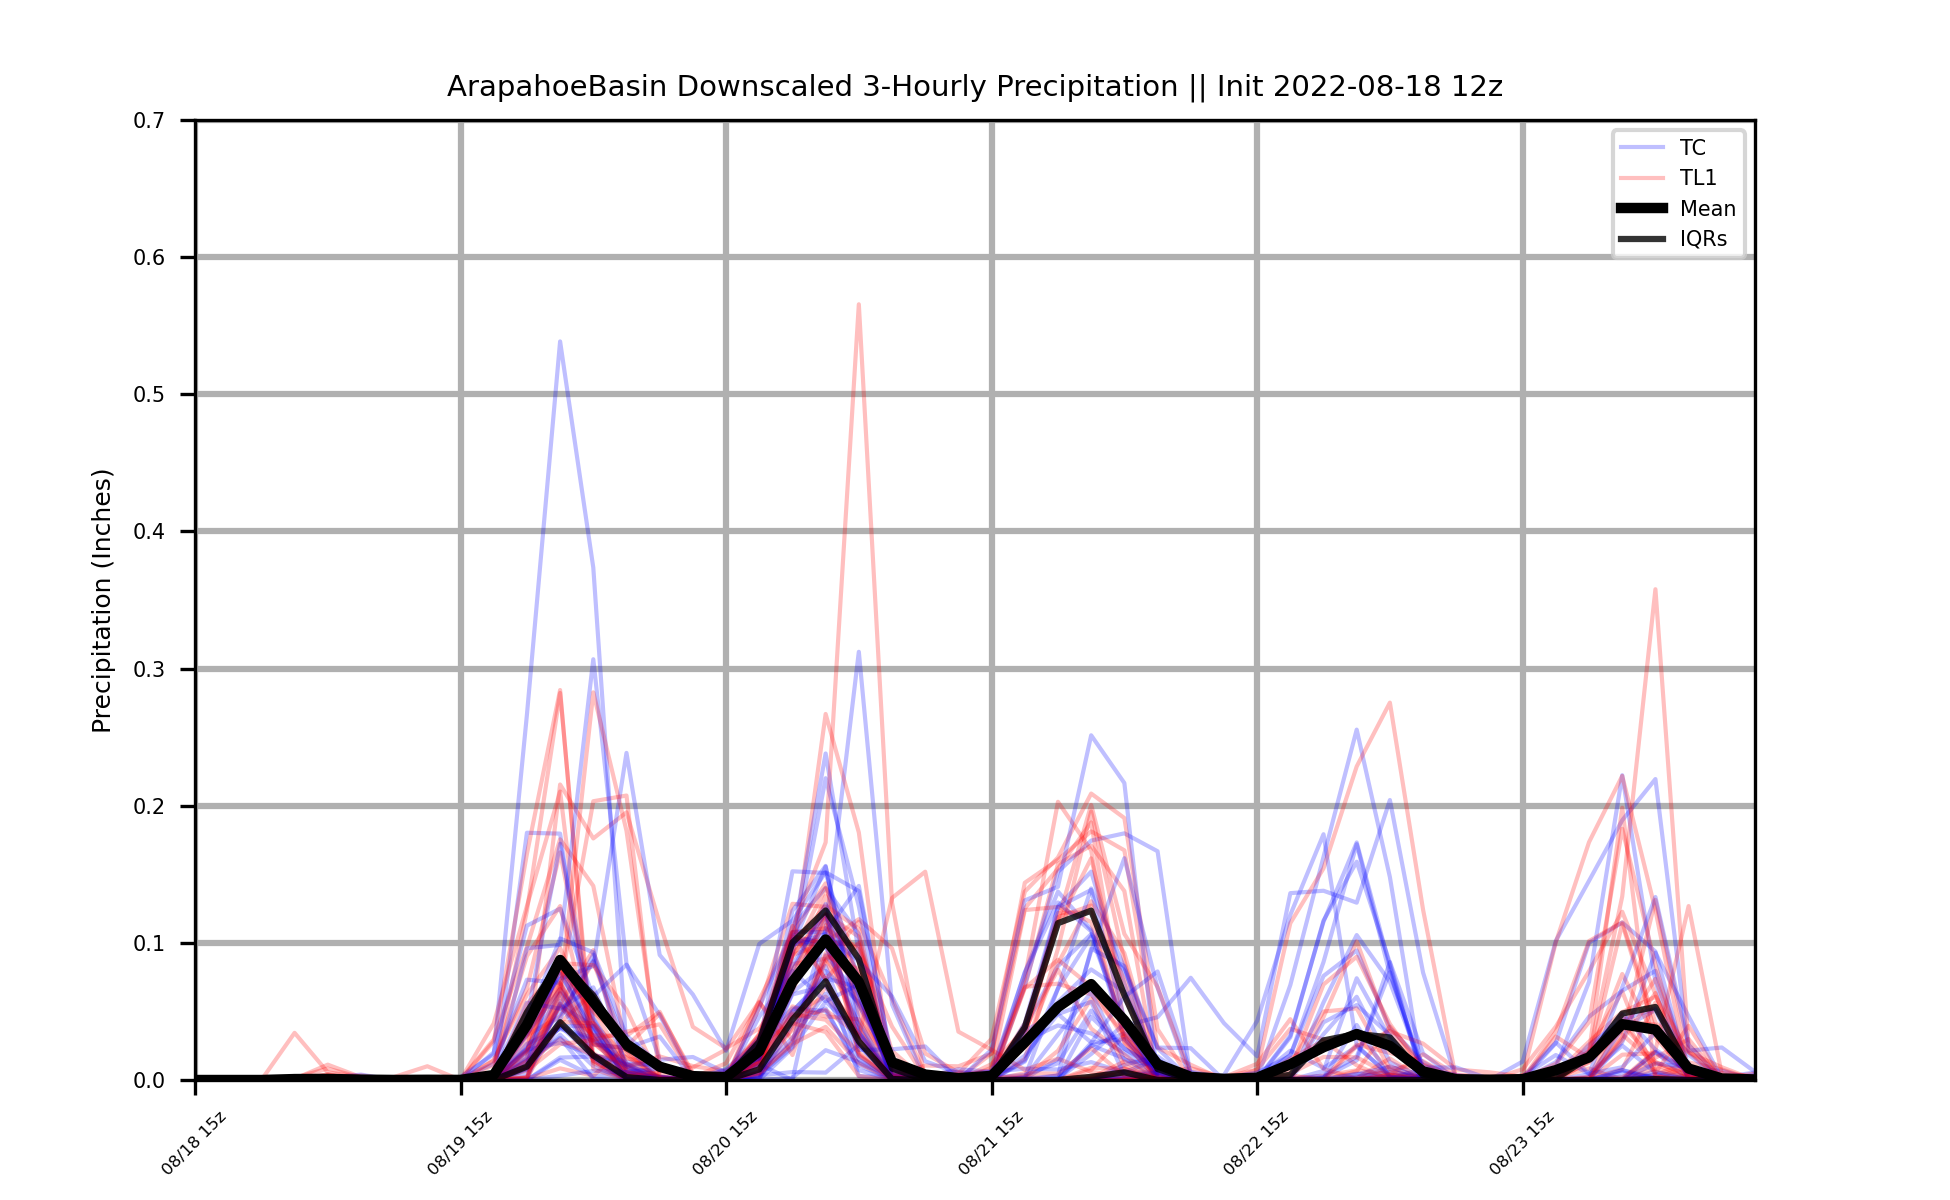 ArapahoeBasin Downscaled 3-Hourly Precipitation || Init 2022-08-18 12z
Precipitation (Inches)
0.7
0.6
0.5
0.4
0.3
0.2
0.1
0.0
TC
TL1
Mean
IQRs
08/18 15z
08/19 15z
08/20 15z
08/21 15z
08/22 15z
08/23 15z